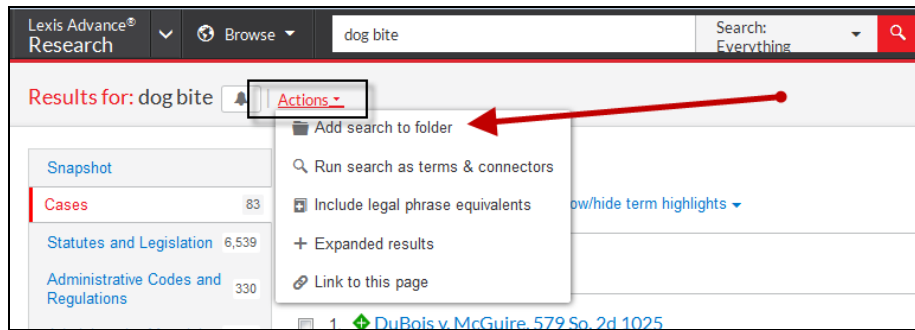 Lexis Advance®
Research
Browse
dog bite
Search:
Everything
Results for: dog bite
Actions
Add search to folder
Run search as terms & connectors
Include legal phrase equivalents
Expanded results
Link to this page
Snapshot
Cases 83
Statutes and Legislation 6,539
Administrative Codes and
Regulations 330
ow/hide term highlights
1 DuBois v. McGuire, 579 So. 2d 1025